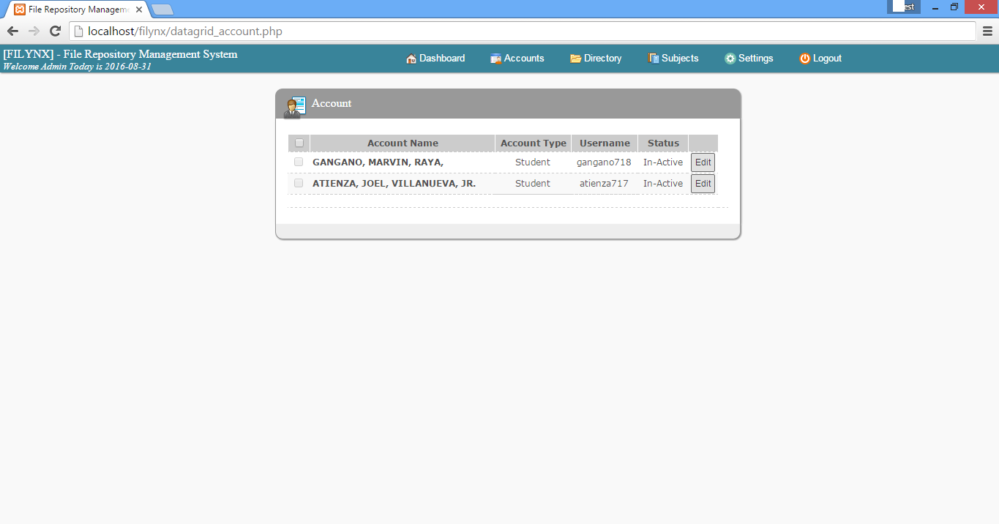 File Repository Managem
est
localhost/filynx/datagrid_account.php
[FILYNX] - File Repository Management System
Welcome Admin Today is 2016-08-31
Dashboard Accounts Directory Subjects Settings Logout
Account
Account Name Account Type Username Status
GANGANO, MARVIN, RAYA, Student gangano718 In-Active Edit
ATIENZA, JOEL, VILLANUEVA, JR. Student atienza717 In-Active Edit